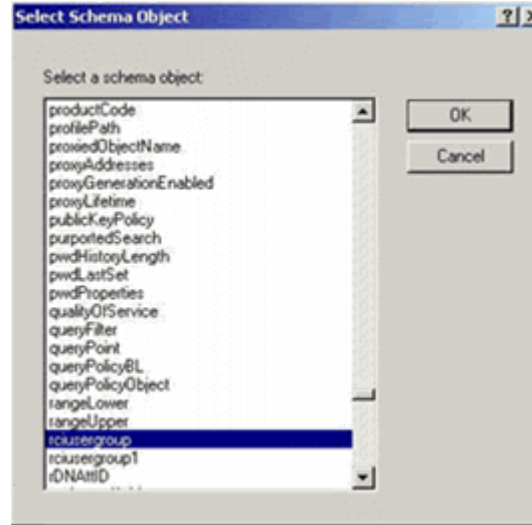 Select Schema Object
Select a schema object:
productCode
profilePath
proxiedObjectName
proxyAddresses
proxyGenerationEnabled
proxyLifetime
publicKeyPolicy
purportedSearch
pwdHistoryLength
pwdLastSet
pwdProperties
qualityOfService
queryFilter
queryPoint
queryPolicyBL
queryPolicyObject
rangeLower
rangeUpper
rciusergroup
rciusergroup1
rDNAttID
OK
Cancel